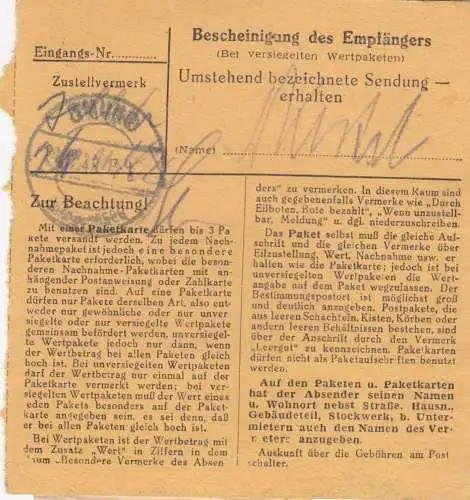 Eingangs-Nr.
Zustellvermerk
Bescheinigung des Empfängers
(Bei versiegelten Wertpaketen)
Umstehend bezeichnete Sendung —
erhalten
(Name)
Zur Beachtung!
Mit einer Paketkarte dürfen bis 3 Pa
kete versandt werden. Zu jedem Nach-
nahmepaket ist jedoch eine besondere
Paketkarte erforderlich, wobei die beson-
deren Nachnahme-Paketkarten mit an-
hängender Postanweisung oder Zahlkarte
zu benutzen sind. Auf eine Paketkarte
dürfen nur Pakete derselben Art, also ent-
weder nur gewöhnliche oder nur unver
siegelte oder nur versiegelte Wertpakete
gemeinsam befördert werden, unversiegel-
te Wertpakete jedoch nur dann, wenn
der Wertbetrag bei allen Paketen gleich
hoch ist. Bei unversiegelten Wertpaketen
darf der Wertbetrag nur einmal auf der
Paketkarte vermerkt werden; bei ver-
siegelten Wertpaketen muß der Wert eines
jeden Pakets besonders auf der Paket-
karte angegeben sein, es sei denn, daß
er bei allen Paketen gleich hoch ist.
Bei Wertpaketen ist der Wertbetrag mit
dem Zusatz „Wert" in Ziffern in dem
„Besondere Vermerke des Absen
ders" zu vermerken. In diesem Raum sind
auch gegebenenfalls Vermerke wie „Durch
Eilboten, Bote bezahlt", „Wenn unzustell-
bar, Meldung" u. dgl. niederzuschreiben.
Das Paket selbst muß die gleiche Auf-
schrift und die gleichen Vermerke über
Eilzustellung, Wert, Nachnahme usw. er-
halten wie die Paketkarte; jedoch ist bei
unversiegelten Wertpaketen die Wert-
angabe auf dem Paket wegzulassen. Der
Bestimmungspostort ist möglichst groß
und deutlich anzugeben. Postpakete, die
aus leeren Schachteln, Kisten, Körben oder
andern leeren Behältnissen bestehen, sind
über der Anschrift durch den Vermerk
„Leergut" zu kennzeichnen. Paketkarten
dürfen nicht als Paketaufschriften benutzt
werden.
Auf den Paketen u. Paketkarten
hat der Absender seinen Namen
u. Wohnort nebst Straße. Hausn.,
Gebäudeteil, Stockwerk, b. Unter-
mietern auch den Namen des Ver-
anzugeben.
Auskunft über die Gebühren am Post
schalter.